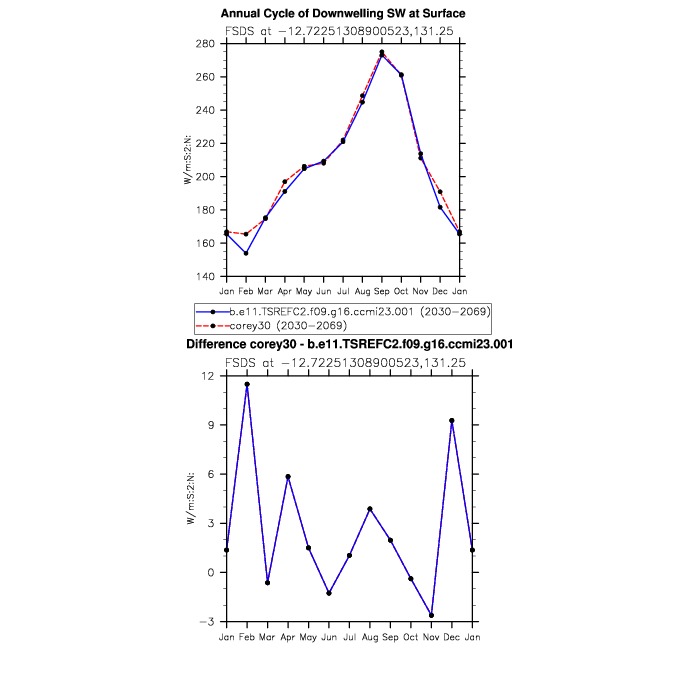 Annual Cycle of Downwelling SW at Surface
FSDS at −12.72251308900523,131.25
280
260
240
220
200
180
160
140
W/m:S:2:N:
Jan Feb Mar Apr May Jun Jul Aug Sep Oct Nov Dec Jan
b.e11.TSREFC2.f09.g16.ccmi23.001 (2030−2069)
corey30 (2030−2069)
Difference corey30 - b.e11.TSREFC2.f09.g16.ccmi23.001
FSDS at −12.72251308900523,131.25
12
9
6
3
0
−3
W/m:S:2:N:
Jan Feb Mar Apr May Jun Jul Aug Sep Oct Nov Dec Jan